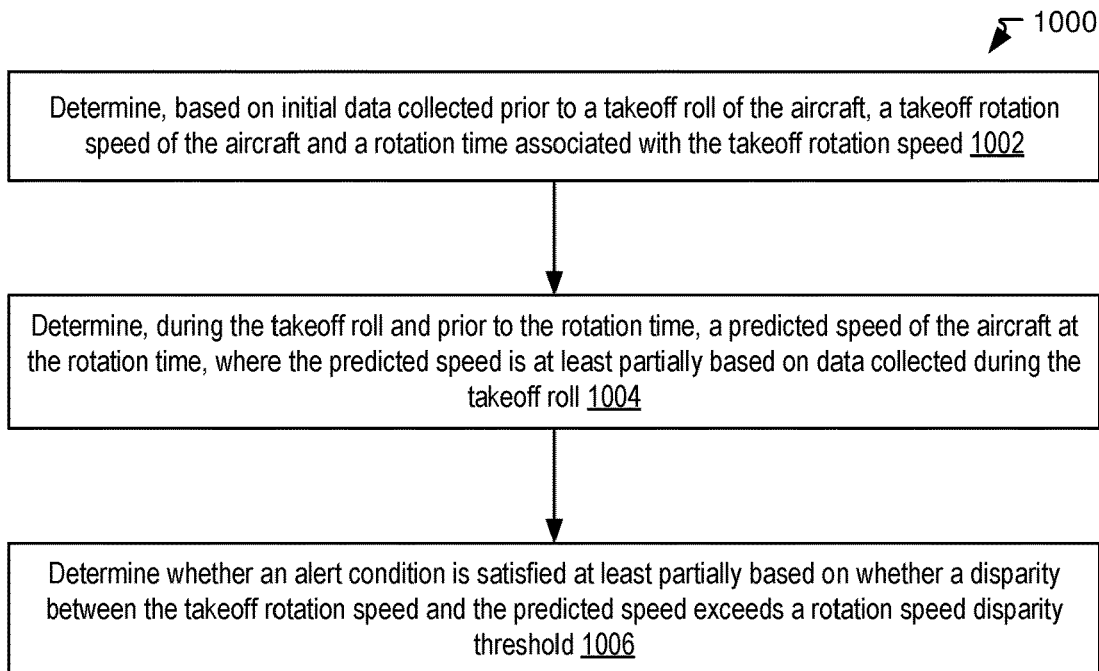 1000
Determine, based on initial data collected prior to a takeoff roll of the aircraft, a takeoff rotation
speed of the aircraft and a rotation time associated with the takeoff rotation speed 1002
Determine, during the takeoff roll and prior to the rotation time, a predicted speed of the aircraft at
the rotation time, where the predicted speed is at least partially based on data collected during the
takeoff roll 1004
Determine whether an alert condition is satisfied at least partially based on whether a disparity
between the takeoff rotation speed and the predicted speed exceeds a rotation speed disparity
threshold 1006